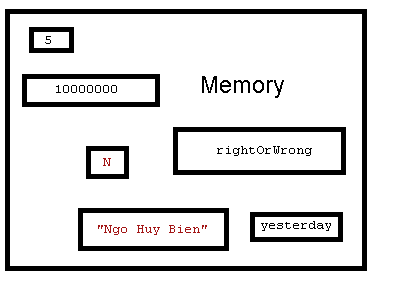 5
10000000
Memory
N
rightOrWrong
"Ngo Huy Bien"
yesterday